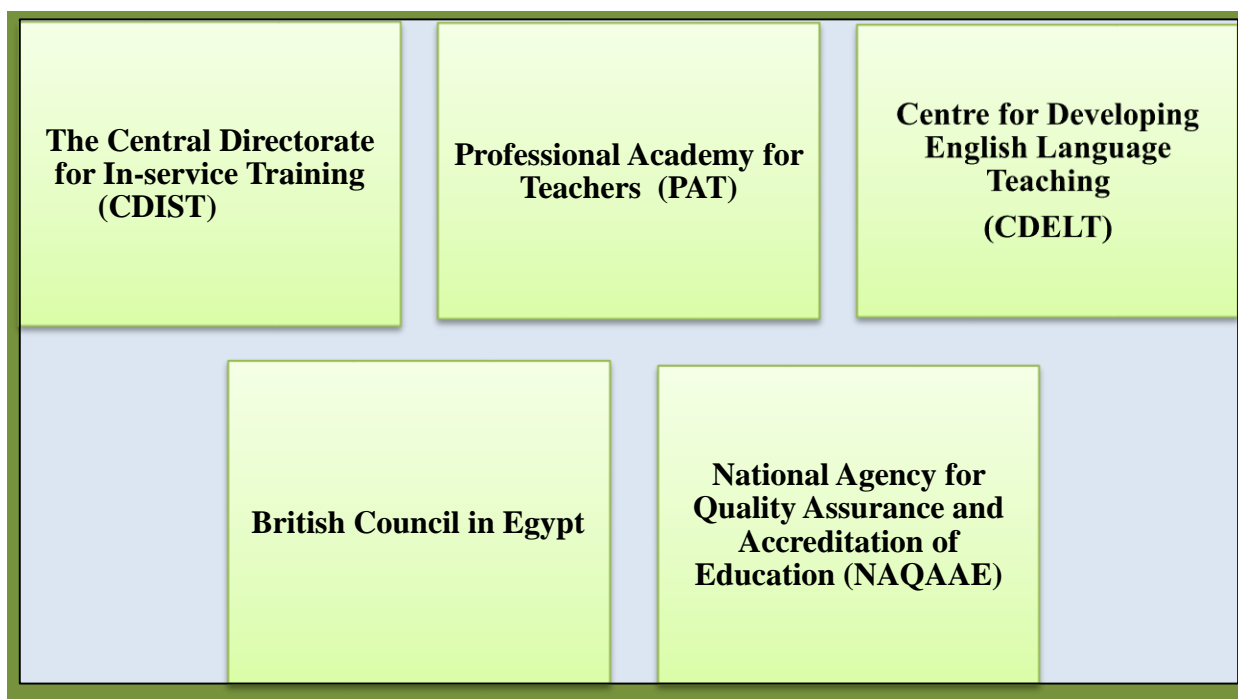 The Central Directorate
for In-service Training
(CDIST)
Professional Academy for
Teachers (PAT)
Centre for Developing
English Language
Teaching
(CDELT)
British Council in Egypt
National Agency for
Quality Assurance and
Accreditation of
Education (NAQAAE)